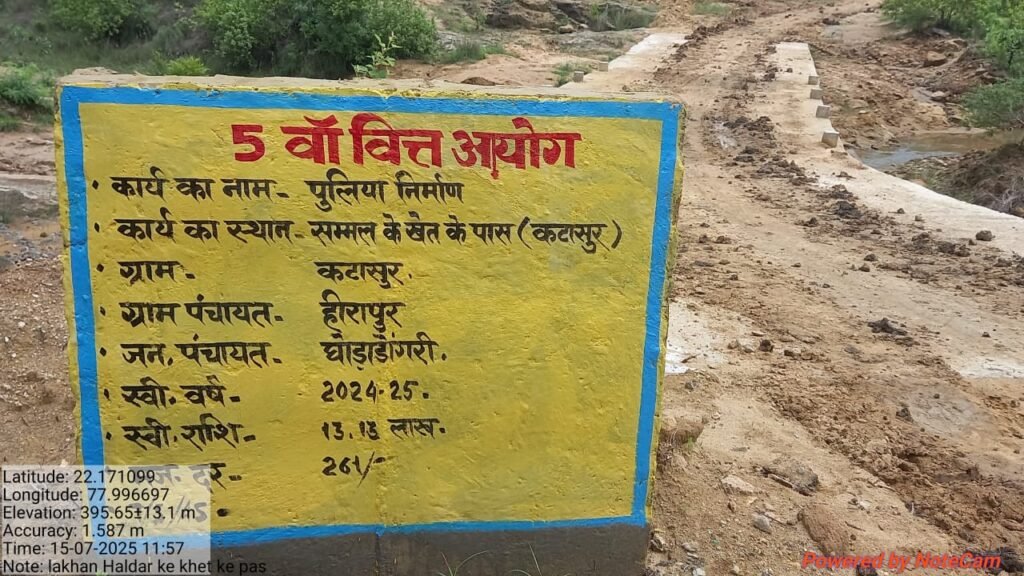 5 वॉ वित्त आयोग
• कार्य का नाम - पुलिया निर्माण
• कार्य का स्थान - सम्मल के खेत के पास (कटासुर)
• ग्राम - कटासुर.
• ग्राम पंचायत - हीरापुर
• जन. पंचायत - घोड़ाडोंगरी.
• स्वी. वर्ष - 2024-25.
• स्वी. राशि - 13.13 लाख.
दर - 261/-
Latitude: 22.171099
Longitude: 77.996697
Elevation: 395.65±13.1 m
Accuracy: 1.587 m
Time: 15-07-2025 11:57
Note: lakhan Haldar ke khet ke pas
Powered by NoteCam